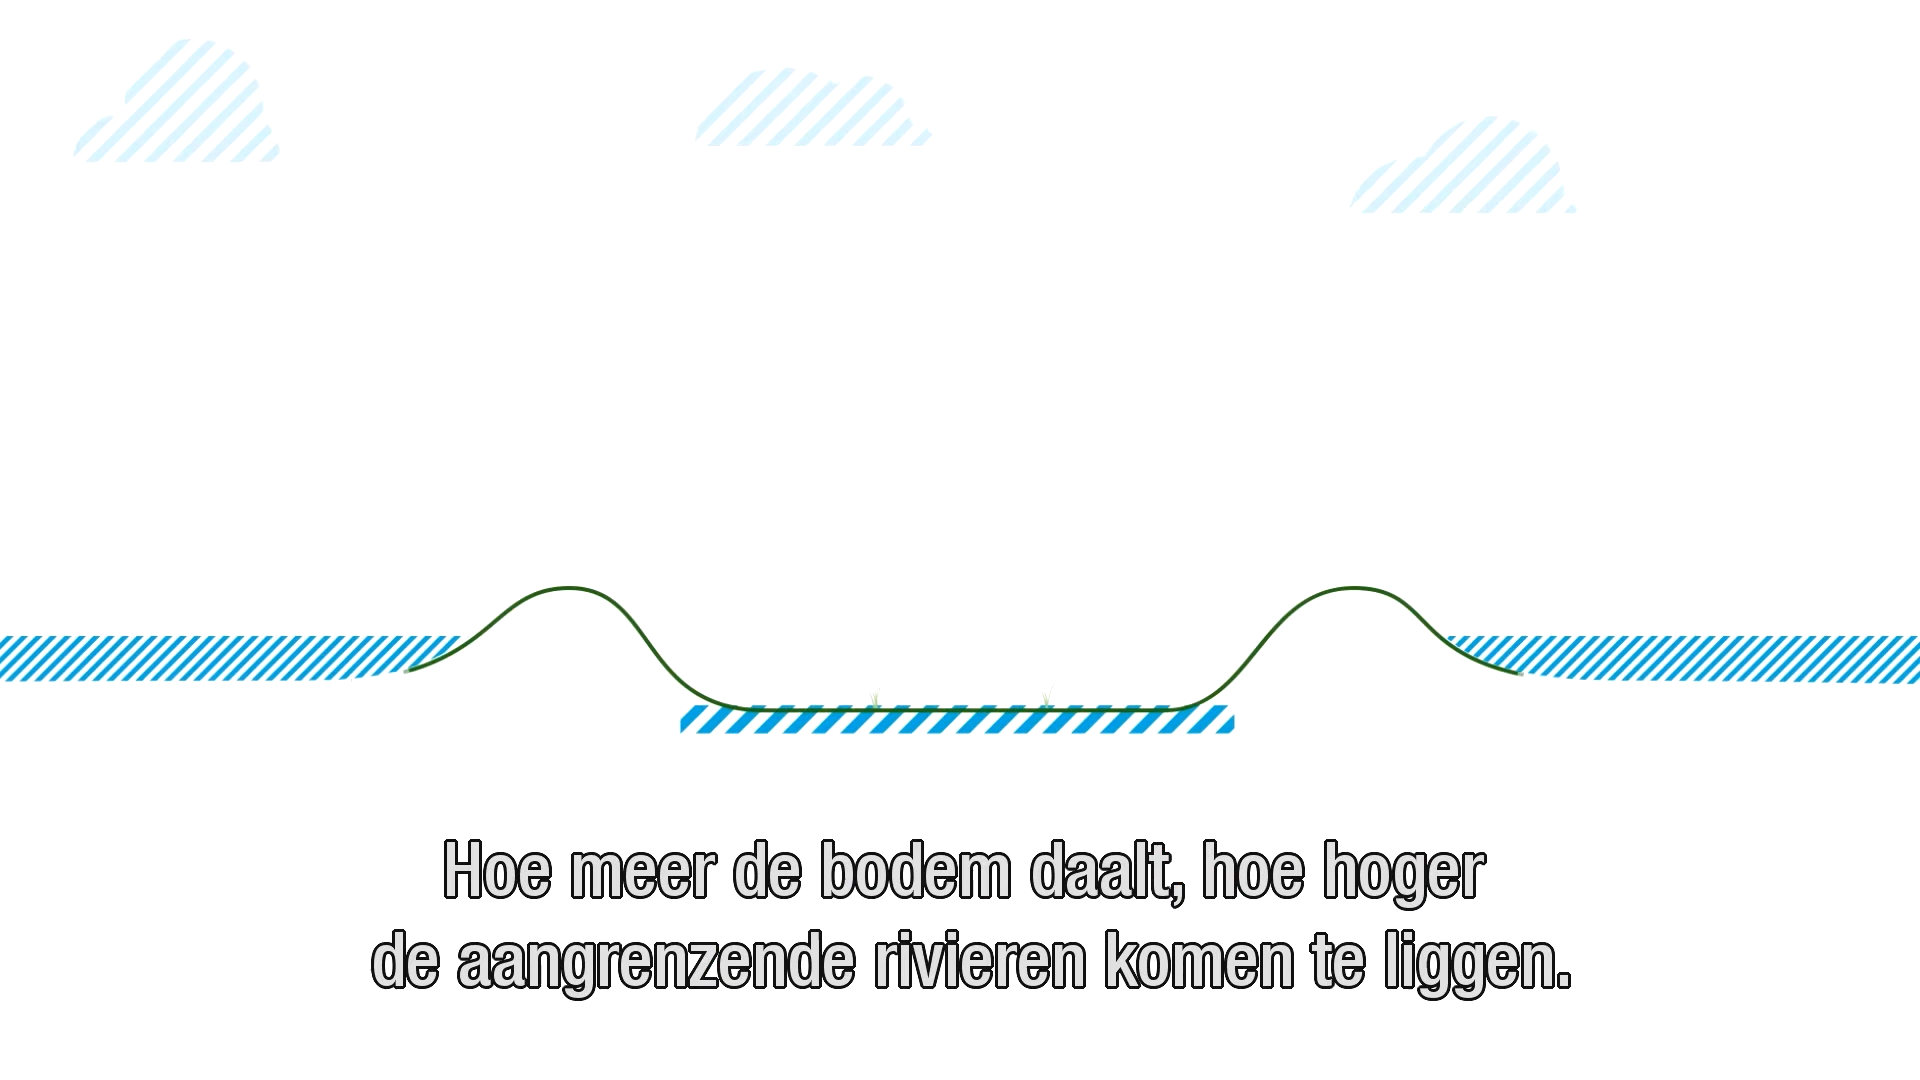 Hoe meer de bodem daalt, hoe hoger
de aangrenzende rivieren komen te liggen.